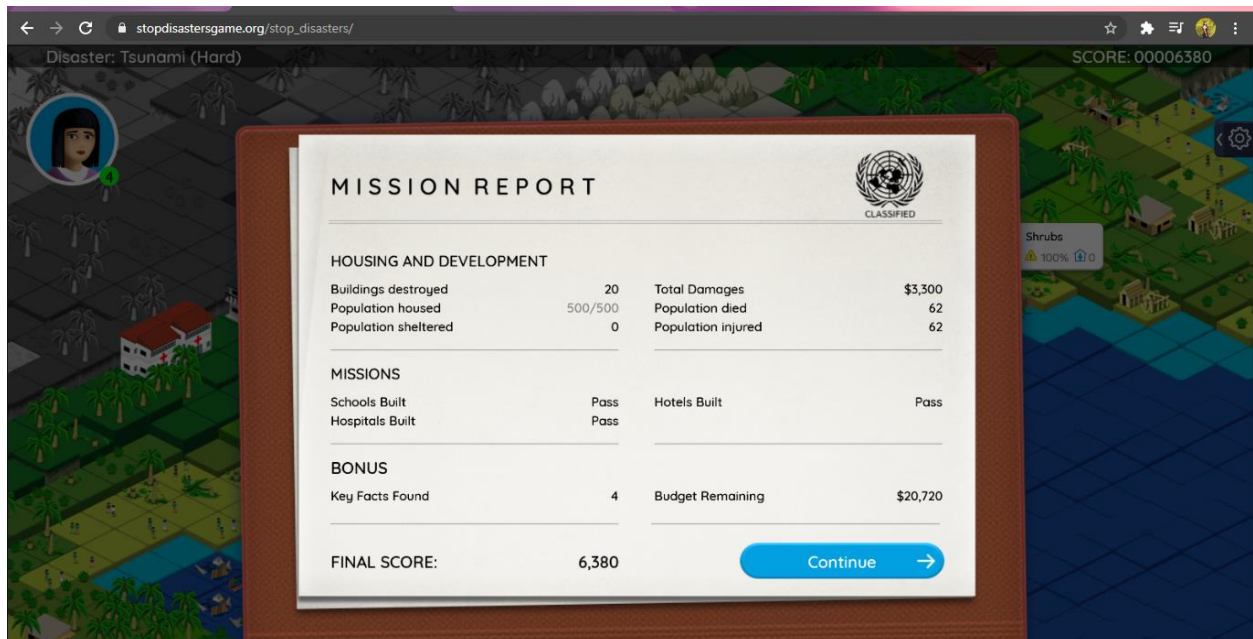 stopdisastersgame.org/stop_disasters/
Disaster: Tsunami (Hard)
SCORE: 00006380
4
MISSION REPORT
CLASSIFIED
Shrubs
100% 0
HOUSING AND DEVELOPMENT
Buildings destroyed 20
Population housed 500/500
Population sheltered 0
Total Damages $3,300
Population died 62
Population injured 62
MISSIONS
Schools Built Pass
Hospitals Built Pass
Hotels Built Pass
BONUS
Key Facts Found 4
Budget Remaining $20,720
FINAL SCORE: 6,380
Continue